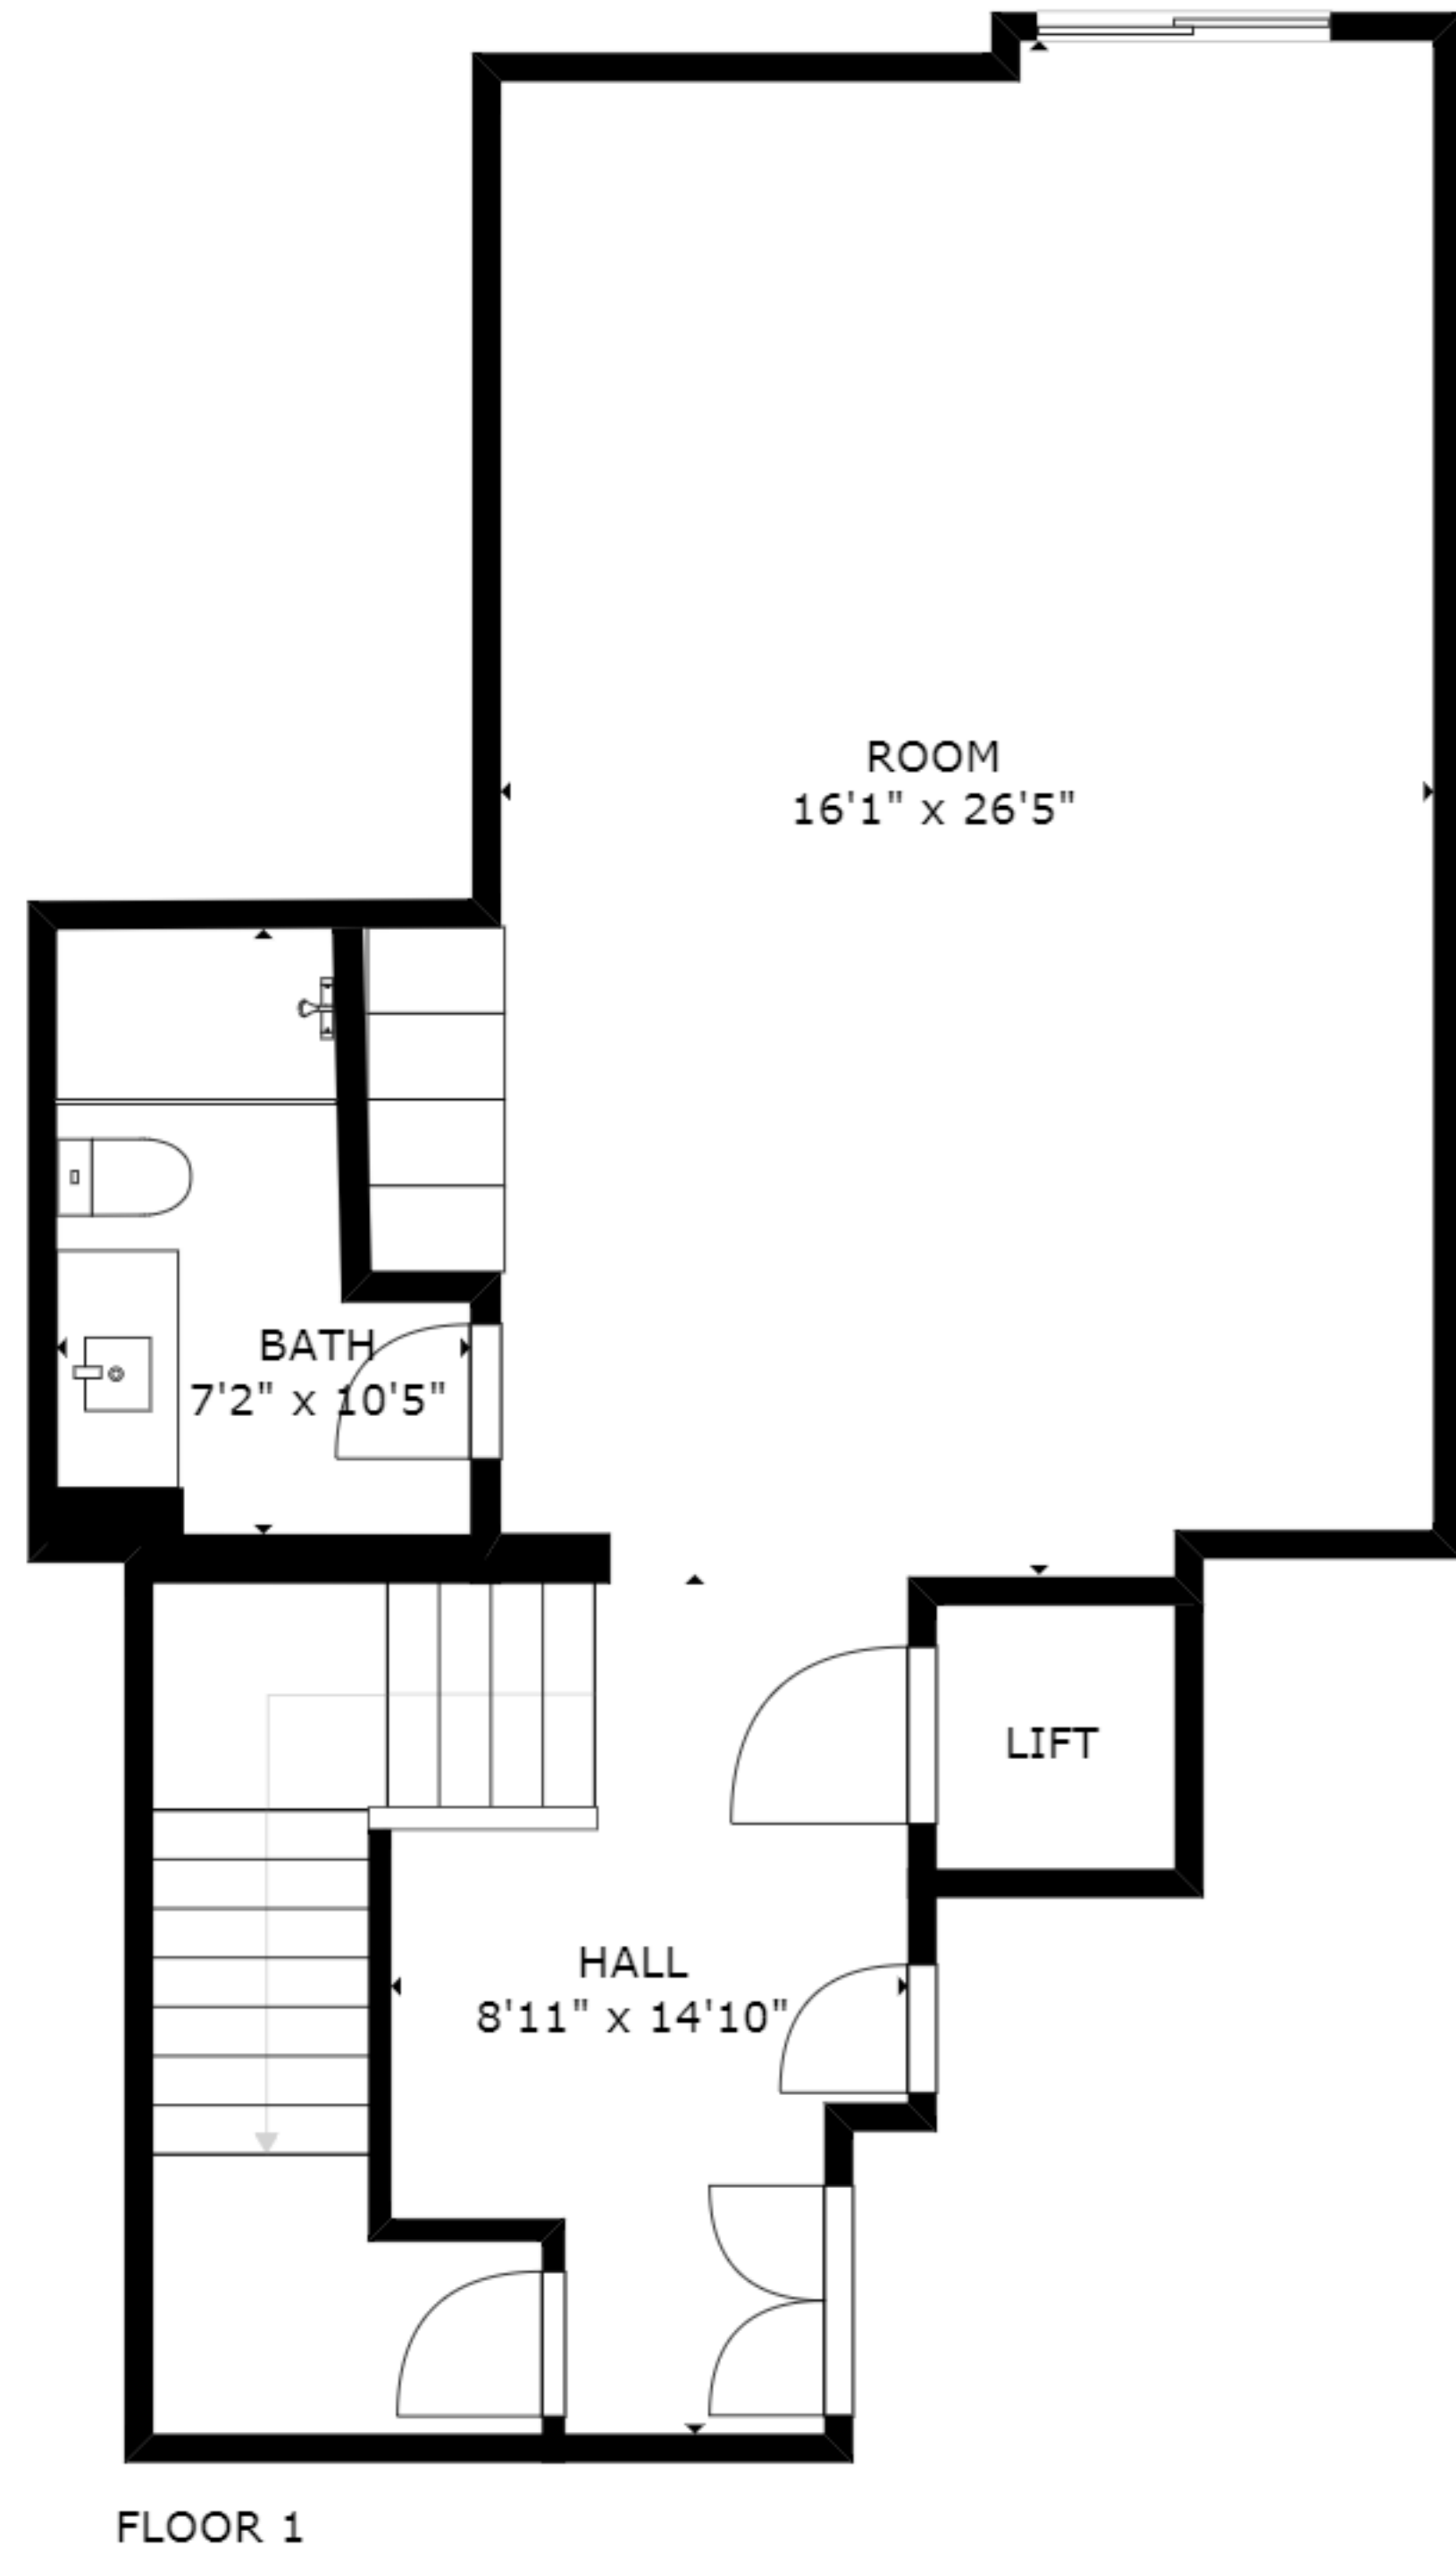 ROOM
16'1" x 26'5"
BATH
7'2" x 10'5"
LIFT
HALL
8'11" x 14'10"
FLOOR 1